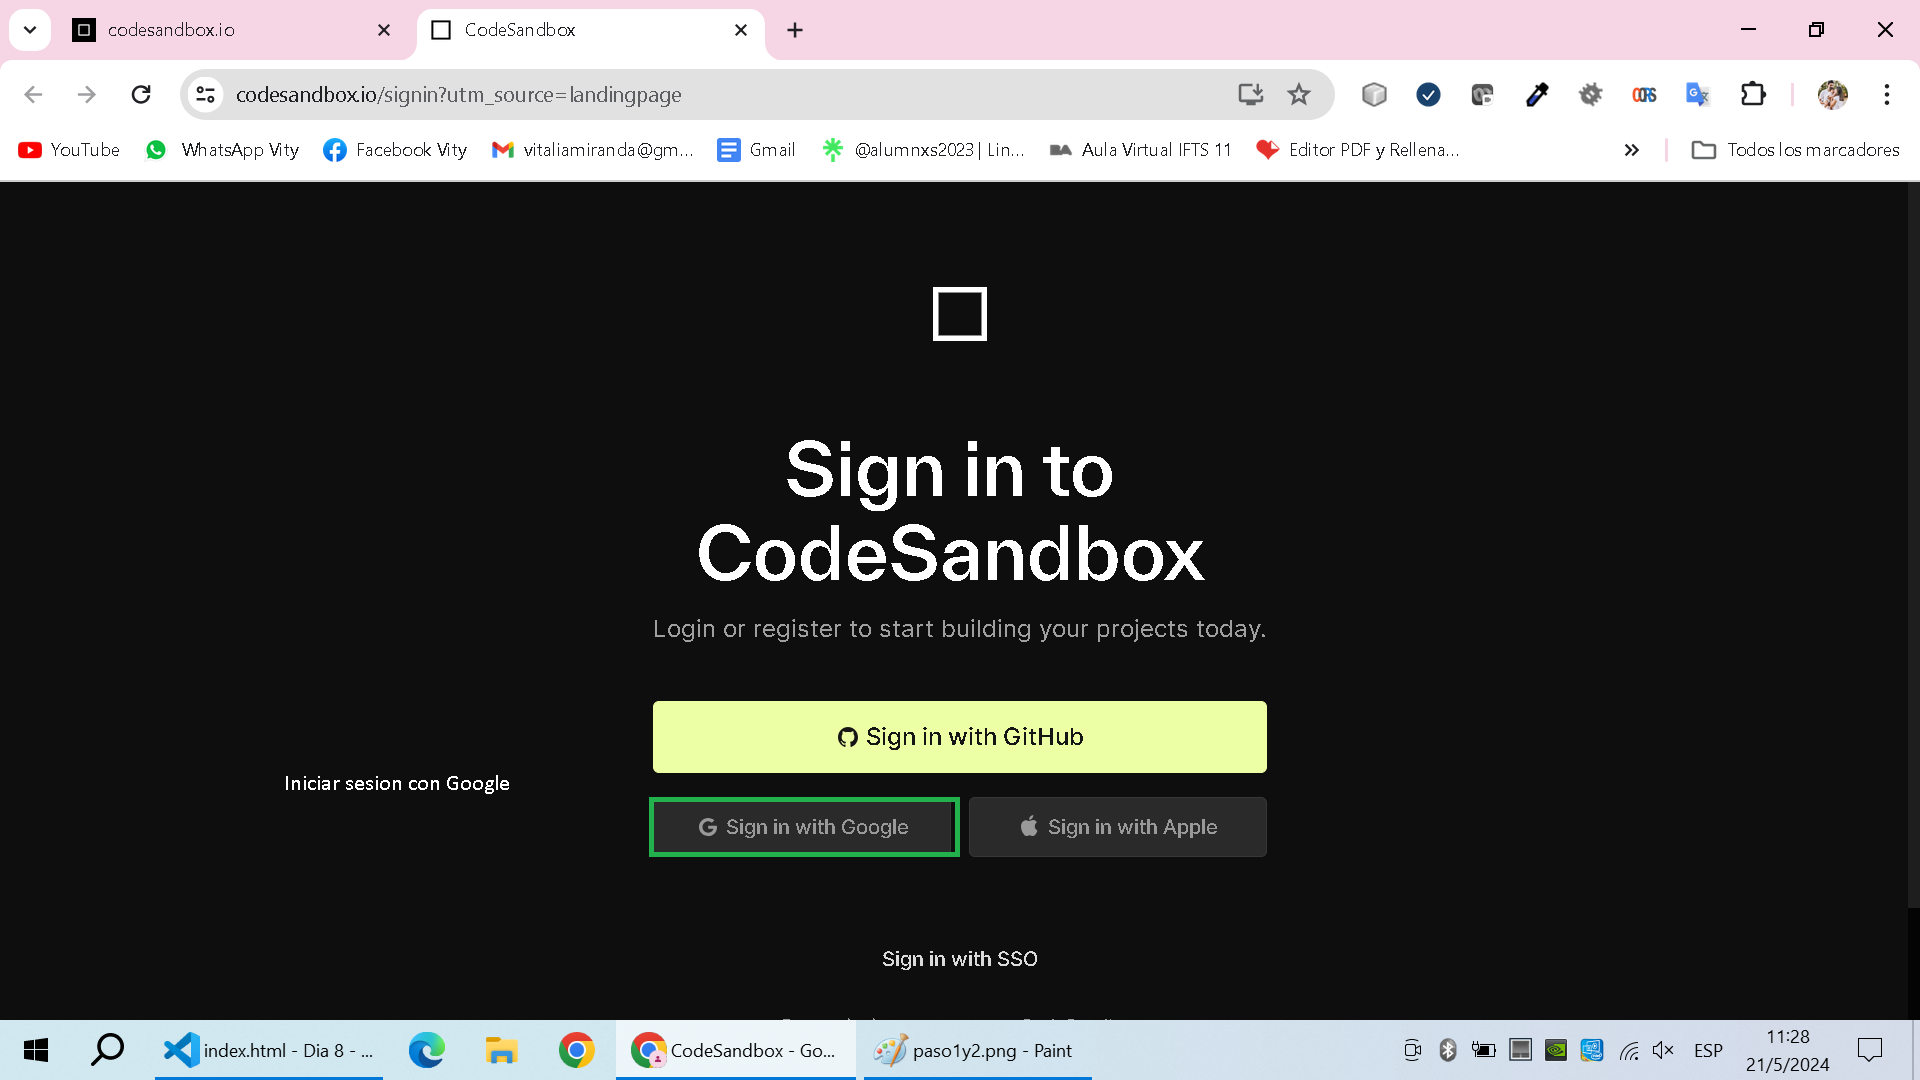 codesandbox.io
CodeSandbox
codesandbox.io/signin?utm_source=landingpage
YouTube
WhatsApp Vity
Facebook Vity
vitaliamiranda@gm...
Gmail
@alumnxs2023 | Lin...
BA Aula Virtual IFTS 11
Editor PDF y Rellena...
Todos los marcadores
Sign in to
CodeSandbox
Login or register to start building your projects today.
Sign in with GitHub
Iniciar sesion con Google
Sign in with Google
Sign in with Apple
Sign in with SSO
index.html - Dia 8 - ...
CodeSandbox - Go...
paso1y2.png - Paint
ESP
11:28
21/5/2024